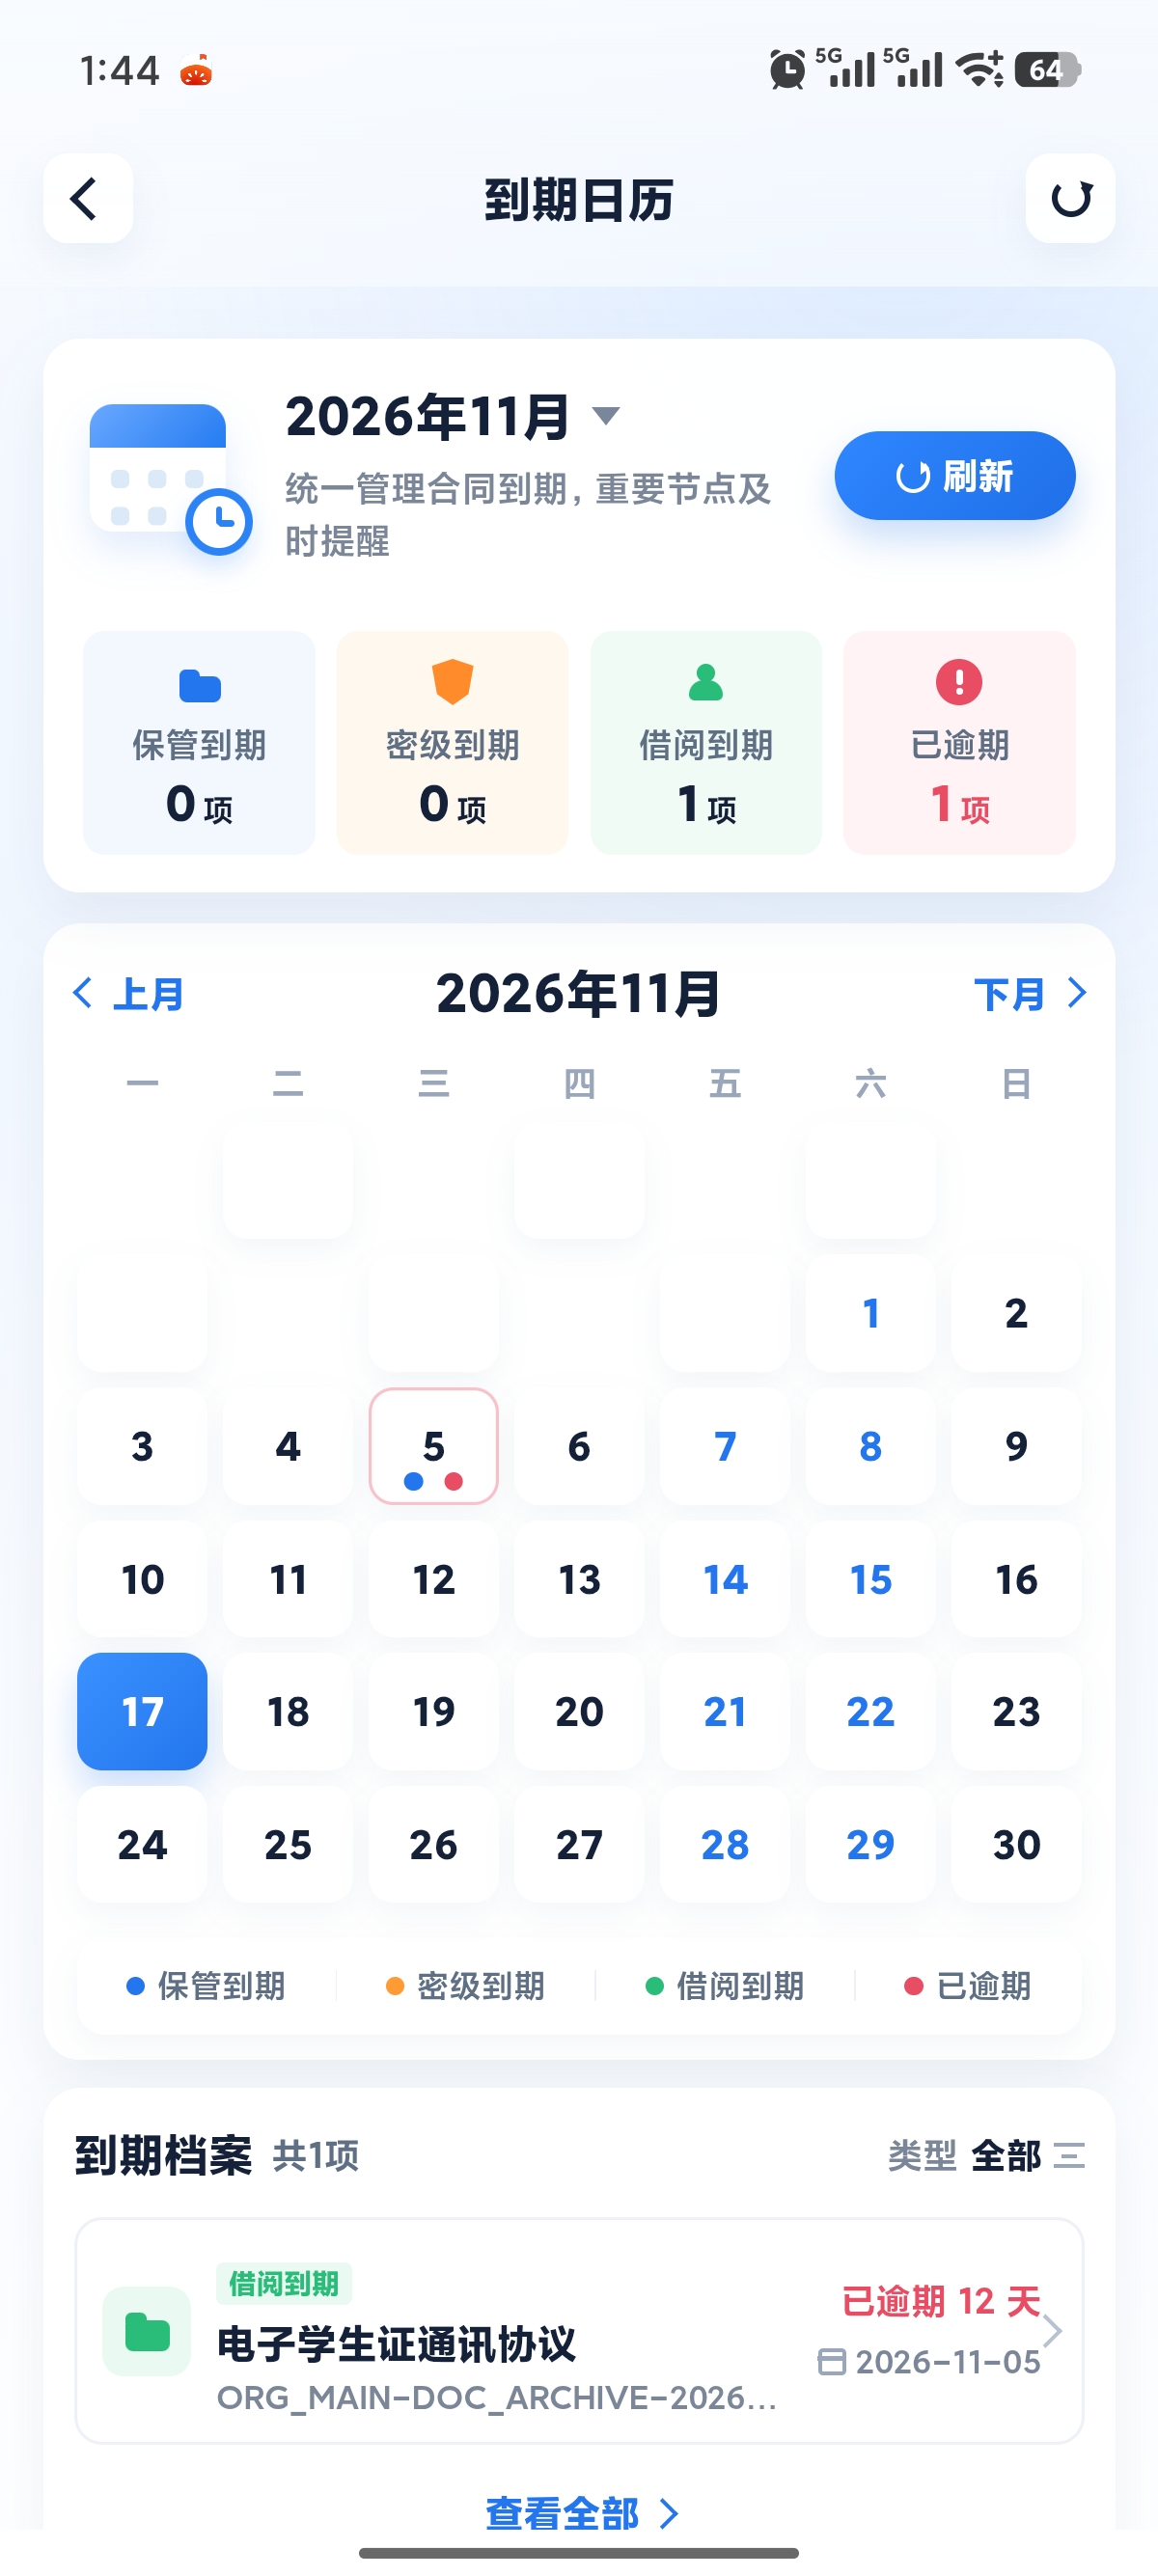 1:44
5G 5G 64
到期日历
2026年11月
统一管理合同到期，重要节点及
时提醒
刷新
保管到期
0 项
密级到期
0 项
借阅到期
1 项
已逾期
1 项
上月 2026年11月 下月
一 二 三 四 五 六 日
1 2
3 4 5 6 7 8 9
10 11 12 13 14 15 16
17 18 19 20 21 22 23
24 25 26 27 28 29 30
保管到期 密级到期 借阅到期 已逾期
到期档案 共1项 类型 全部
借阅到期
已逾期 12 天
电子学生证通讯协议
2026-11-05
ORG_MAIN-DOC_ARCHIVE-2026...
查看全部